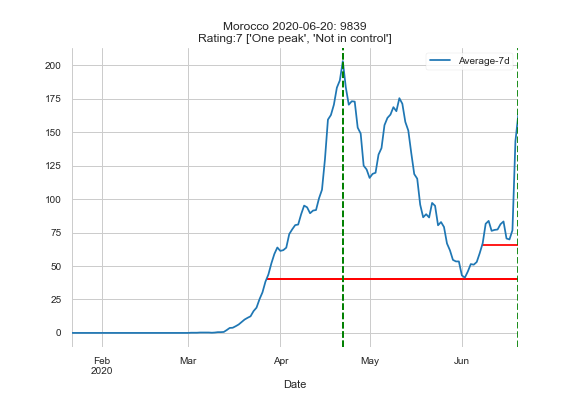 Morocco 2020-06-20: 9839
Rating:7 ['One peak', 'Not in control']
Average-7d
200
175
150
125
100
75
50
25
0
Feb
2020
Mar
Apr
May
Jun
Date